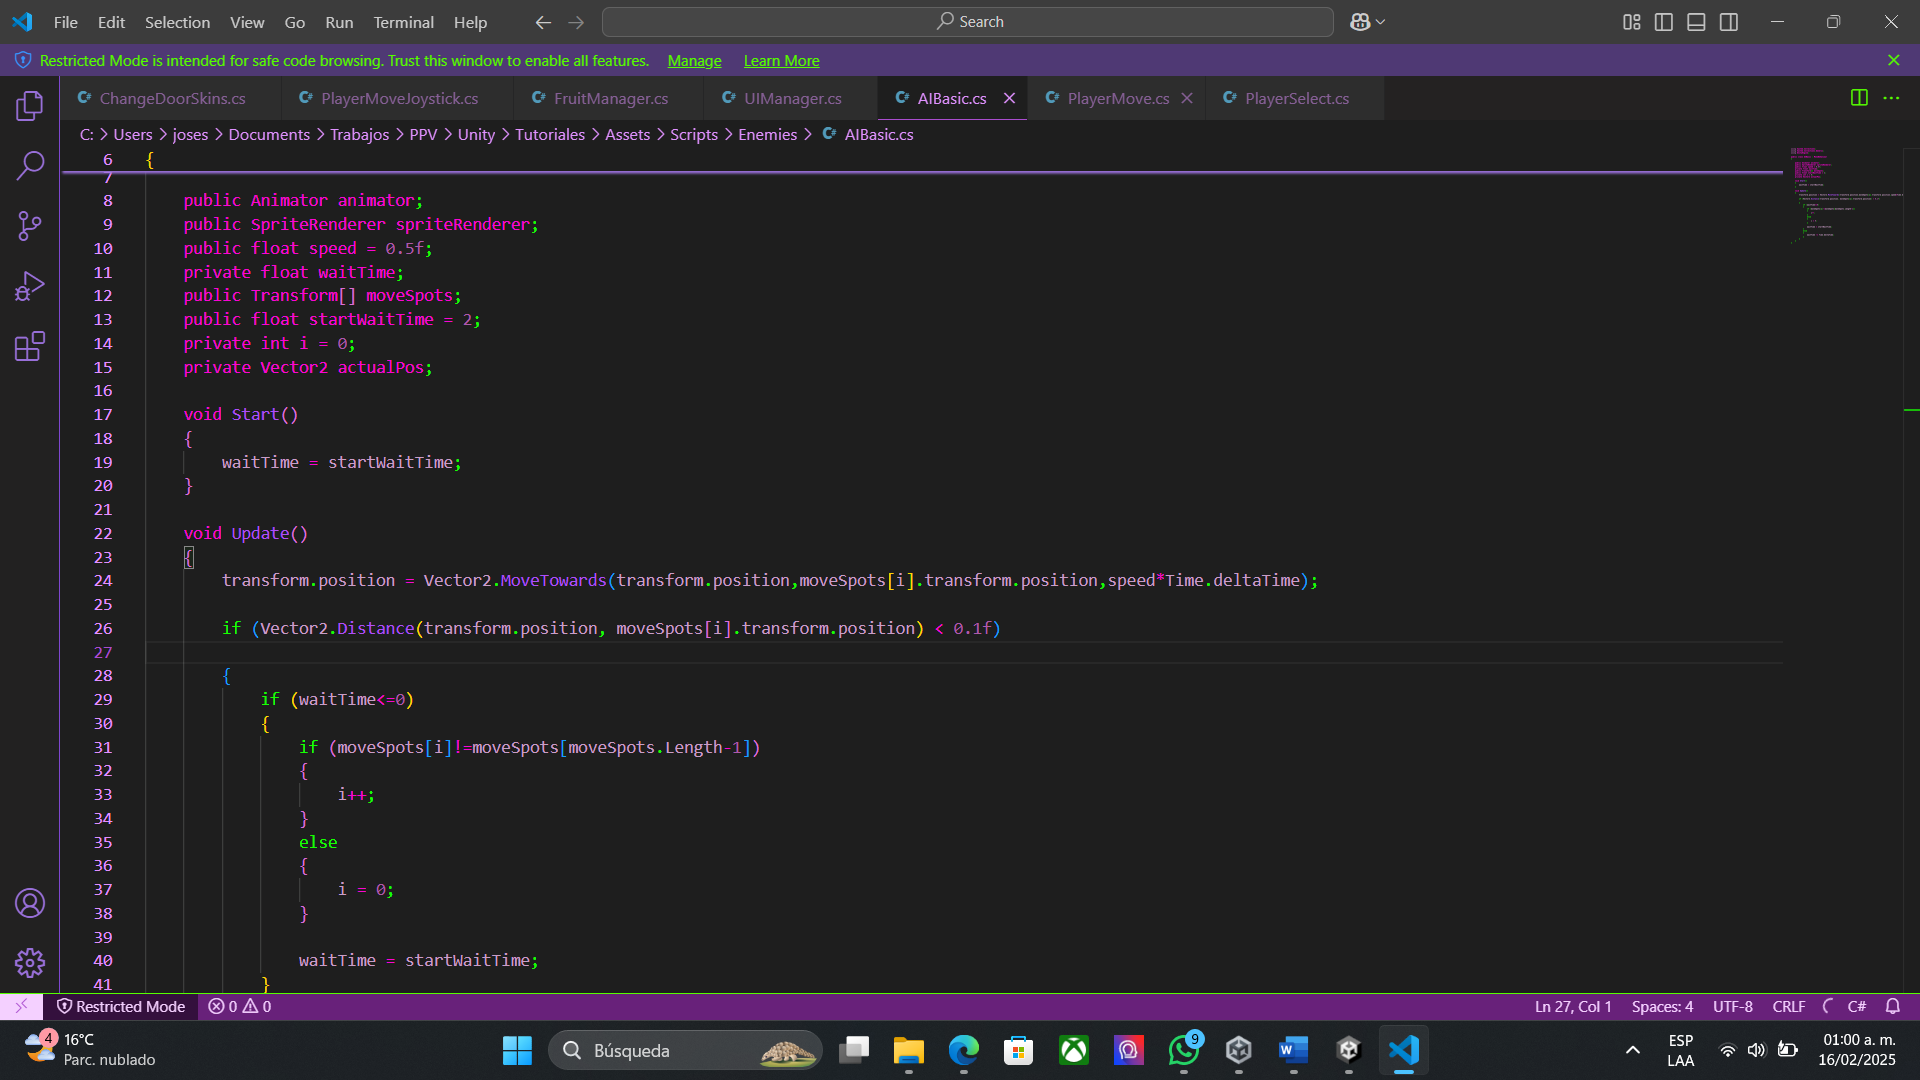 File Edit Selection View Go Run Terminal Help
Search
Restricted Mode is intended for safe code browsing. Trust this window to enable all features. Manage Learn More
ChangeDoorSkins.cs PlayerMoveJoystick.cs FruitManager.cs UIManager.cs AIBasic.cs PlayerMove.cs PlayerSelect.cs
C: > Users > joses > Documents > Trabajos > PPV > Unity > Tutoriales > Assets > Scripts > Enemies > AIBasic.cs
6 {
7
8 public Animator animator;
9 public SpriteRenderer spriteRenderer;
10 public float speed = 0.5f;
11 private float waitTime;
12 public Transform[] moveSpots;
13 public float startWaitTime = 2;
14 private int i = 0;
15 private Vector2 actualPos;
16
17 void Start()
18 {
19 waitTime = startWaitTime;
20 }
21
22 void Update()
23 {
24 transform.position = Vector2.MoveTowards(transform.position,moveSpots[i].transform.position,speed*Time.deltaTime);
25
26 if (Vector2.Distance(transform.position, moveSpots[i].transform.position) < 0.1f)
27
28 {
29 if (waitTime<=0)
30 {
31 if (moveSpots[i]!=moveSpots[moveSpots.Length-1])
32 {
33 i++;
34 }
35 else
36 {
37 i = 0;
38 }
39
40 waitTime = startWaitTime;
41 }
Restricted Mode 0 0 Ln 27, Col 1 Spaces: 4 UTF-8 CRLF C#
4 16°C
Parc. nublado
Búsqueda
9
ESP
LAA
01:00 a. m.
16/02/2025